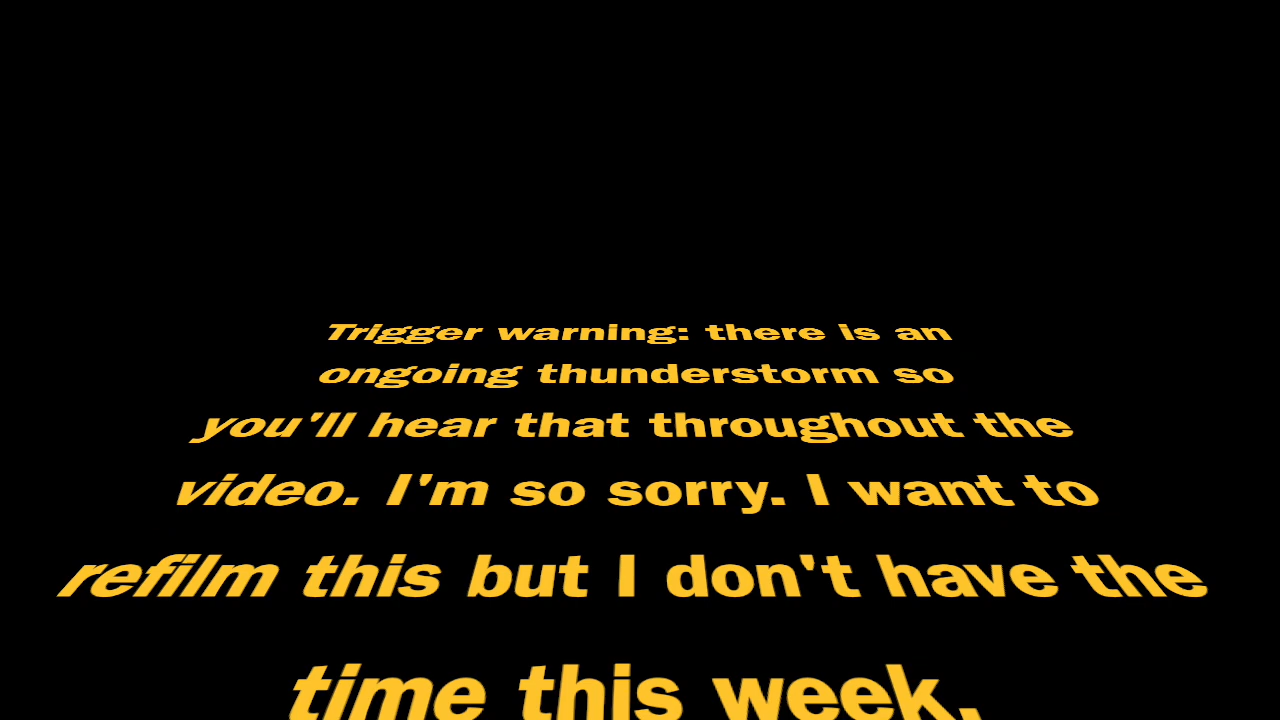 Trigger warning: there is an
ongoing thunderstorm so
you'll hear that throughout the
video. I'm so sorry. I want to
refilm this but I don't have the
time this week.